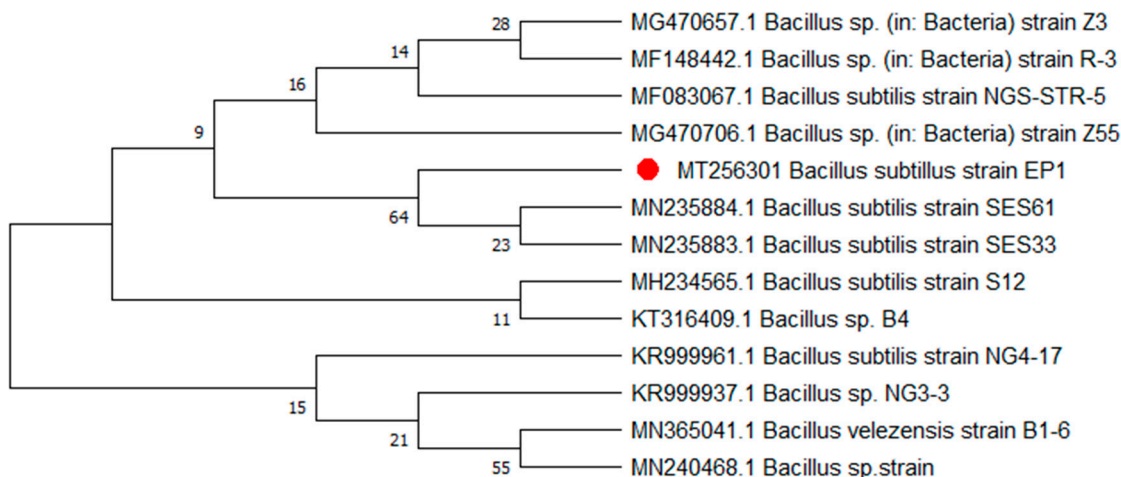 28
MG470657.1 Bacillus sp. (in: Bacteria) strain Z3
14
MF148442.1 Bacillus sp. (in: Bacteria) strain R-3
16
MF083067.1 Bacillus subtilis strain NGS-STR-5
9
MG470706.1 Bacillus sp. (in: Bacteria) strain Z55
MT256301 Bacillus subtillus strain EP1
64
MN235884.1 Bacillus subtilis strain SES61
23
MN235883.1 Bacillus subtilis strain SES33
MH234565.1 Bacillus subtilis strain S12
11
KT316409.1 Bacillus sp. B4
KR999961.1 Bacillus subtilis strain NG4-17
15
KR999937.1 Bacillus sp. NG3-3
21
MN365041.1 Bacillus velezensis strain B1-6
55
MN240468.1 Bacillus sp.strain